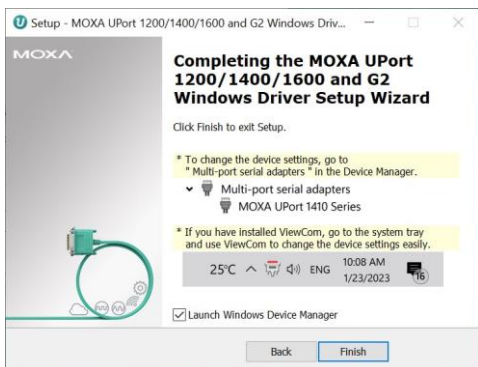 Setup - MOXA UPort 1200/1400/1600 and G2 Windows Driv...
MOXA
Completing the MOXA UPort
1200/1400/1600 and G2
Windows Driver Setup Wizard
Click Finish to exit Setup.
* To change the device settings, go to
" Multi-port serial adapters " in the Device Manager.
Multi-port serial adapters
MOXA UPort 1410 Series
* If you have installed ViewCom, go to the system tray
and use ViewCom to change the device settings easily.
25°C ENG 10:08 AM
1/23/2023
16
Launch Windows Device Manager
Back Finish